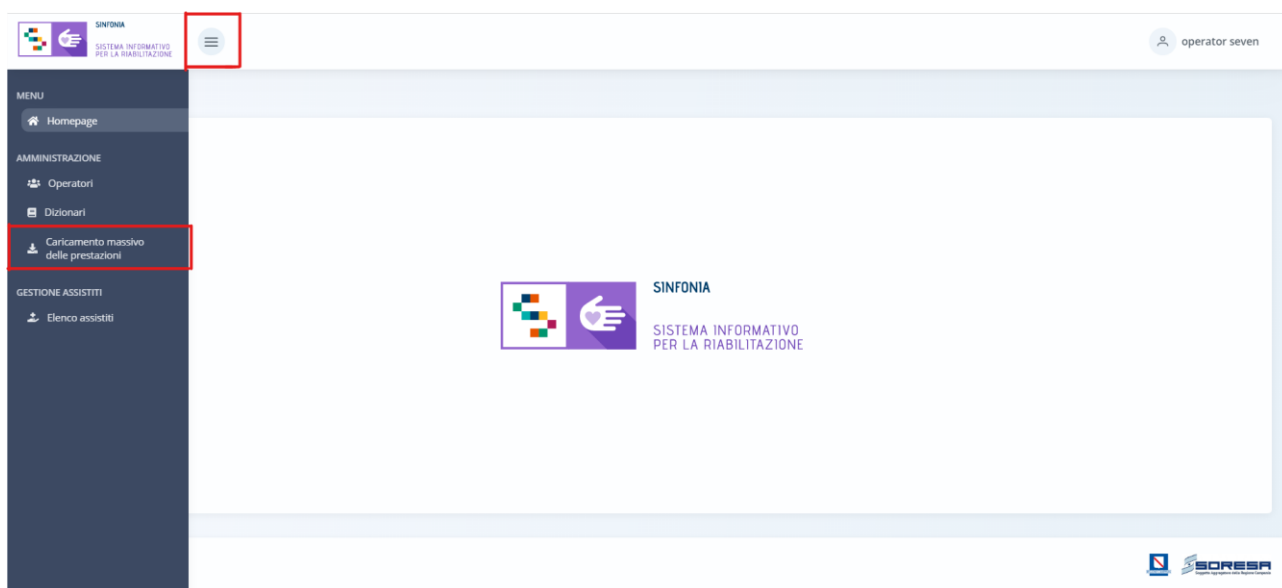 SINFONIA
SISTEMA INFORMATIVO
PER LA RIABILITAZIONE
operator seven
MENU
Homepage
AMMINISTRAZIONE
Operatori
Dizionari
Caricamento massivo
delle prestazioni
GESTIONE ASSISTITI
Elenco assistiti
SINFONIA
SISTEMA INFORMATIVO
PER LA RIABILITAZIONE
SORESA